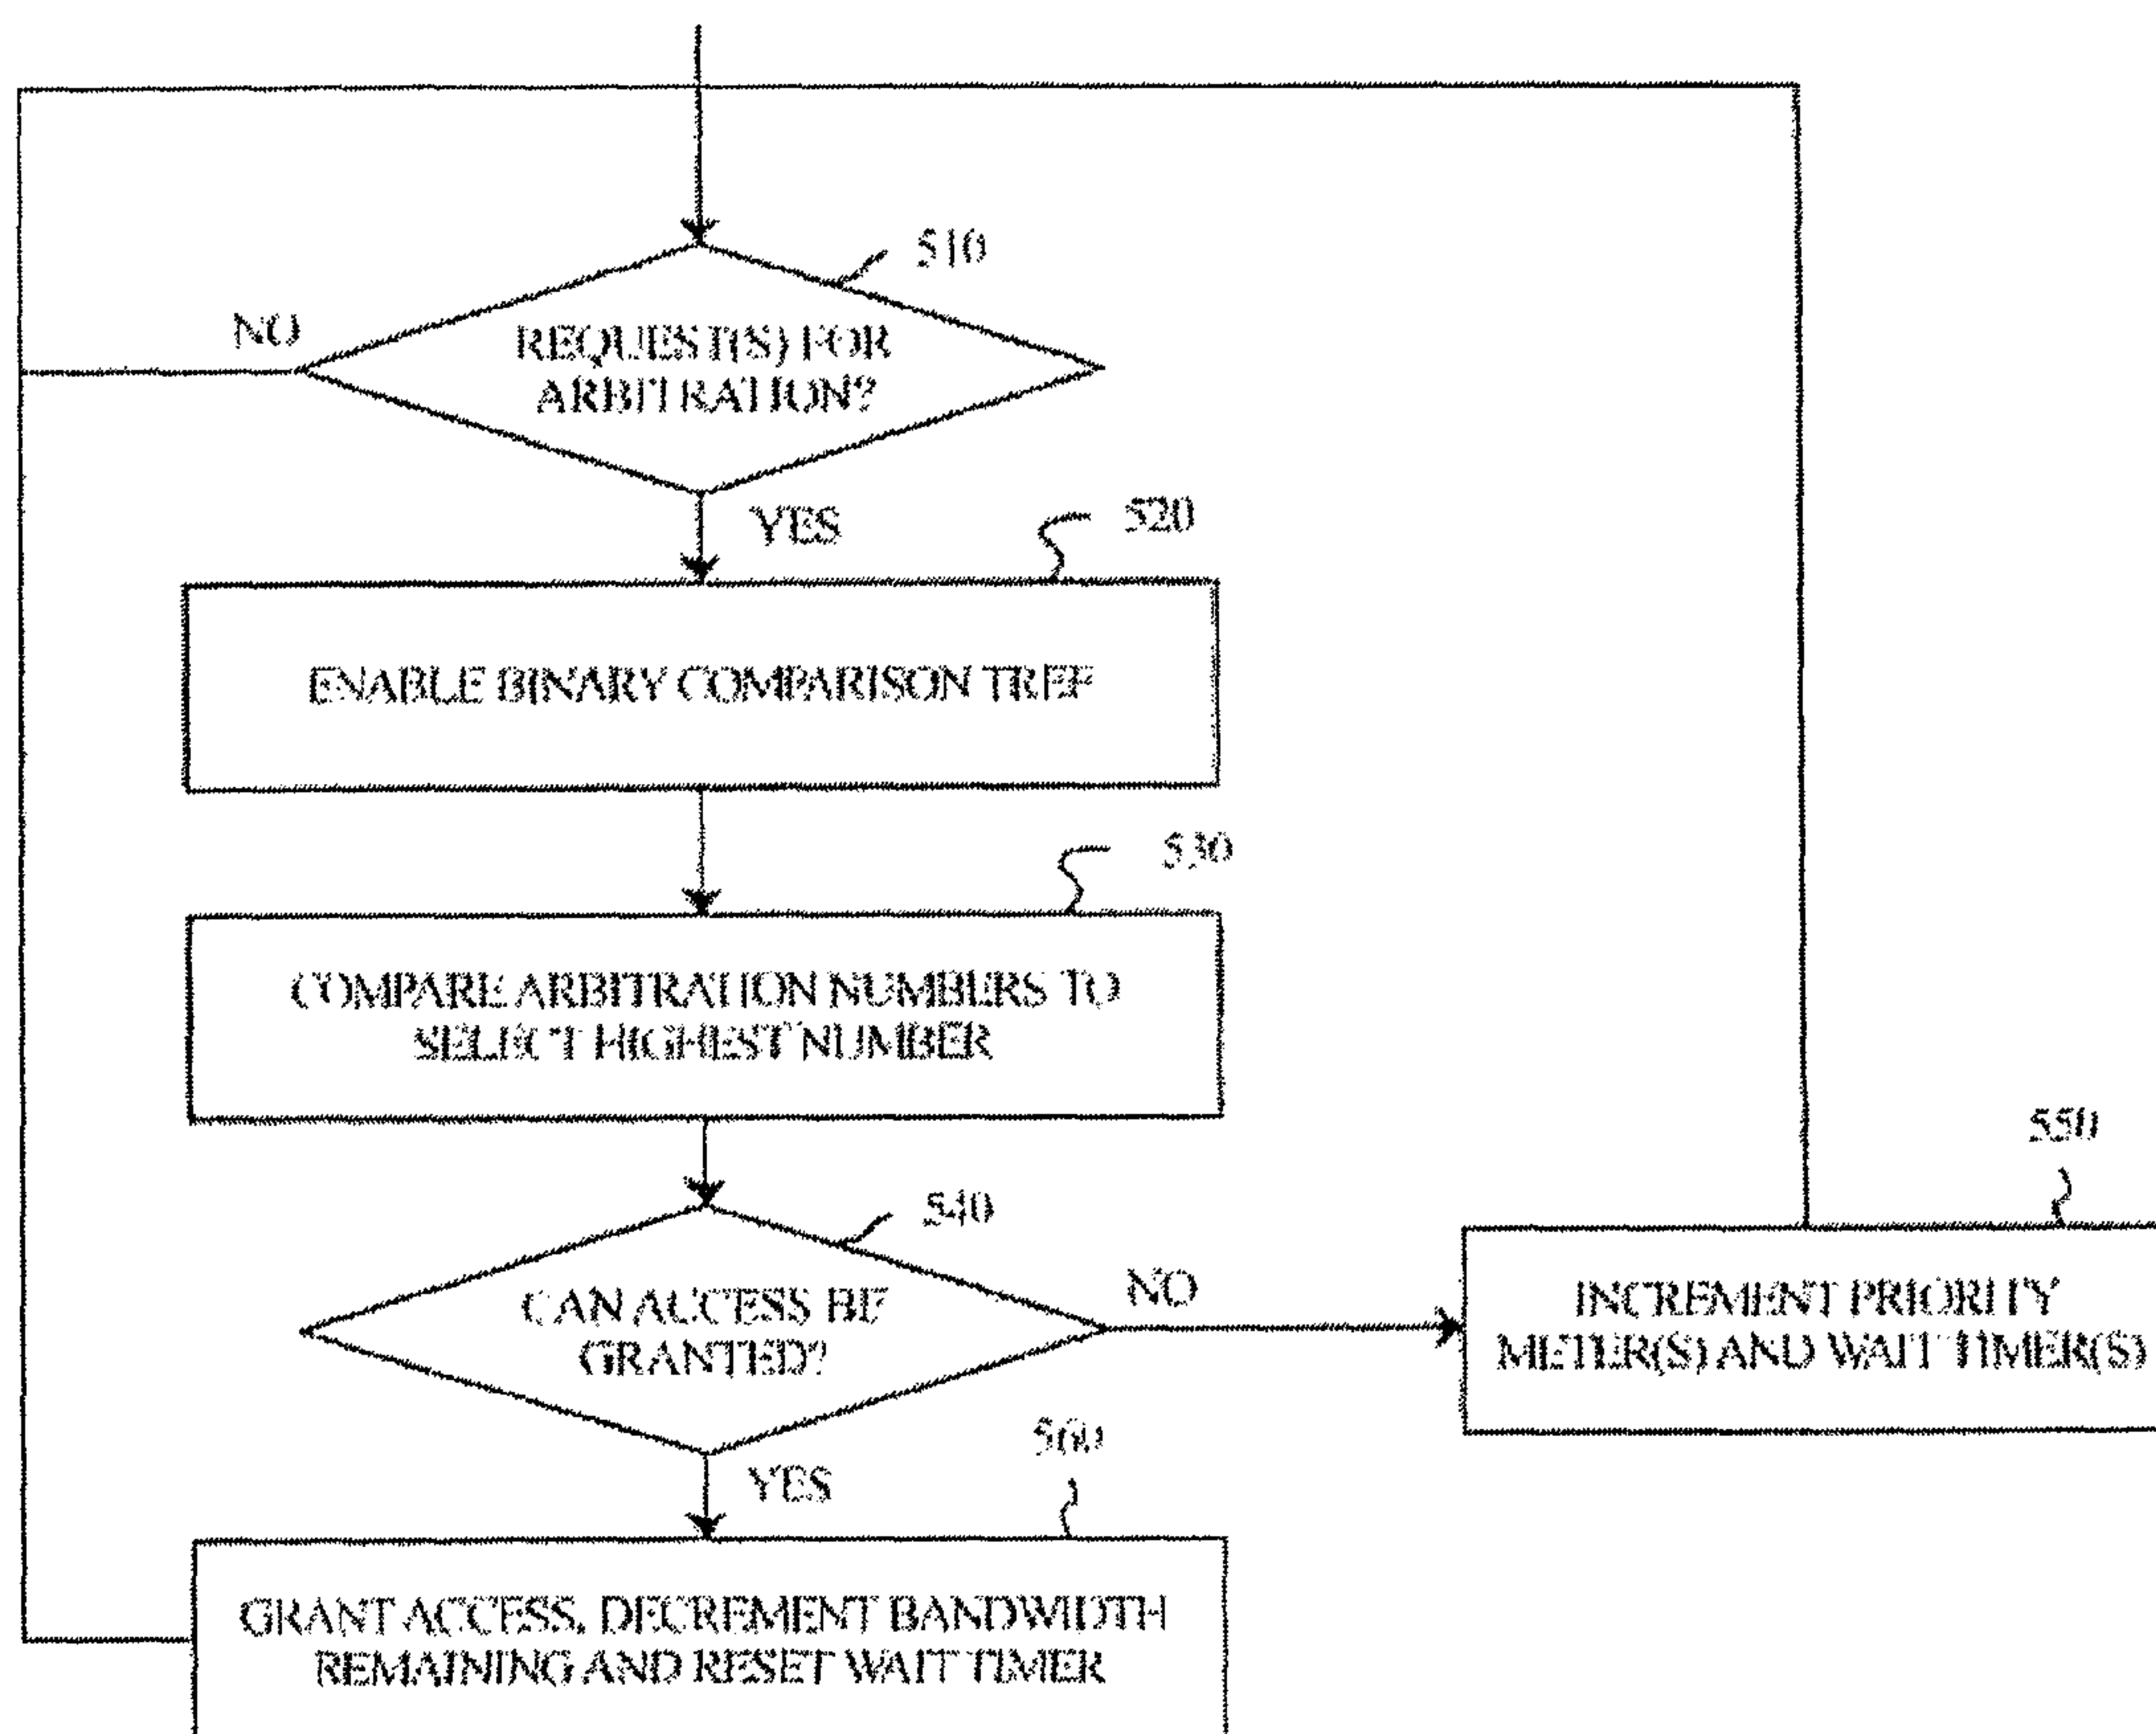 510
NO
REQUEST(S) FOR
ARBITRATION?
YES
520
ENABLE BINARY COMPARISON TREE
530
COMPARE ARBITRATION NUMBERS TO
SELECT HIGHEST NUMBER
540
CAN ACCESS BE
GRANTED?
NO
550
INCREMENT PRIORITY
METER(S) AND WAIT TIMER(S)
YES
560
GRANT ACCESS, DECREMENT BANDWIDTH
REMAINING AND RESET WAIT TIMER